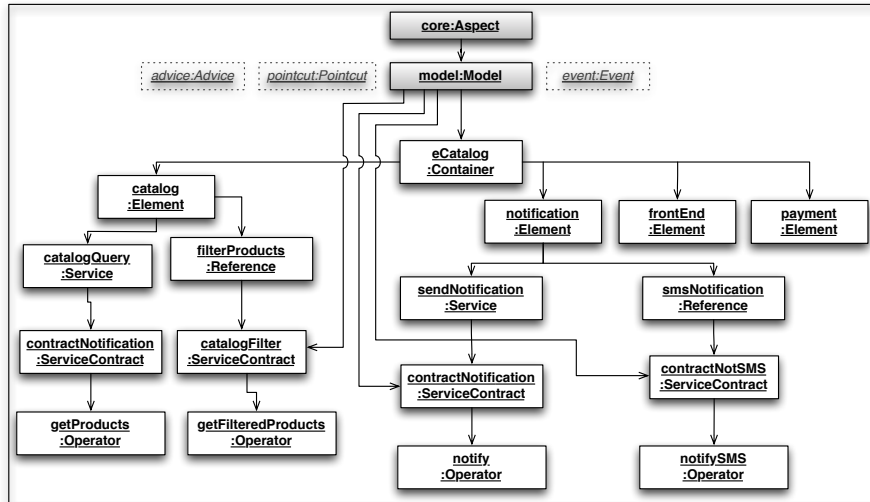 core:Aspect
advice:Advice
pointcut:Pointcut
model:Model
event:Event
eCatalog
:Container
catalog
:Element
notification
:Element
frontEnd
:Element
payment
:Element
catalogQuery
:Service
filterProducts
:Reference
sendNotification
:Service
smsNotification
:Reference
contractNotification
:ServiceContract
catalogFilter
:ServiceContract
contractNotification
:ServiceContract
contractNotSMS
:ServiceContract
getProducts
:Operator
getFilteredProducts
:Operator
notify
:Operator
notifySMS
:Operator